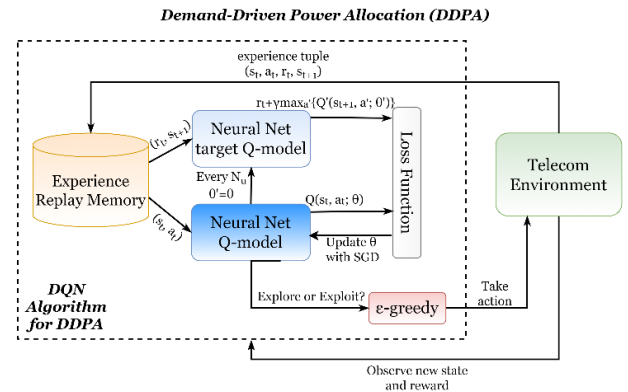 Demand-Driven Power Allocation (DDPA)
experience tuple
(sₜ, aₜ, rₜ, sₜ₊₁)
rₜ+γmaxₐ'{Q'(sₜ₊₁, a'; 0')}
(rₜ, sₜ₊₁)
Neural Net
target Q-model
Experience
Replay Memory
Every Nᵤ
0'=0
Q(sₜ, aₜ; θ)
Loss Function
Telecom
Environment
(sₜ, aₜ)
Neural Net
Q-model
Update θ
with SGD
DQN
Algorithm
for DDPA
Explore or Exploit?
ε-greedy
Take
action
Observe new state
and reward